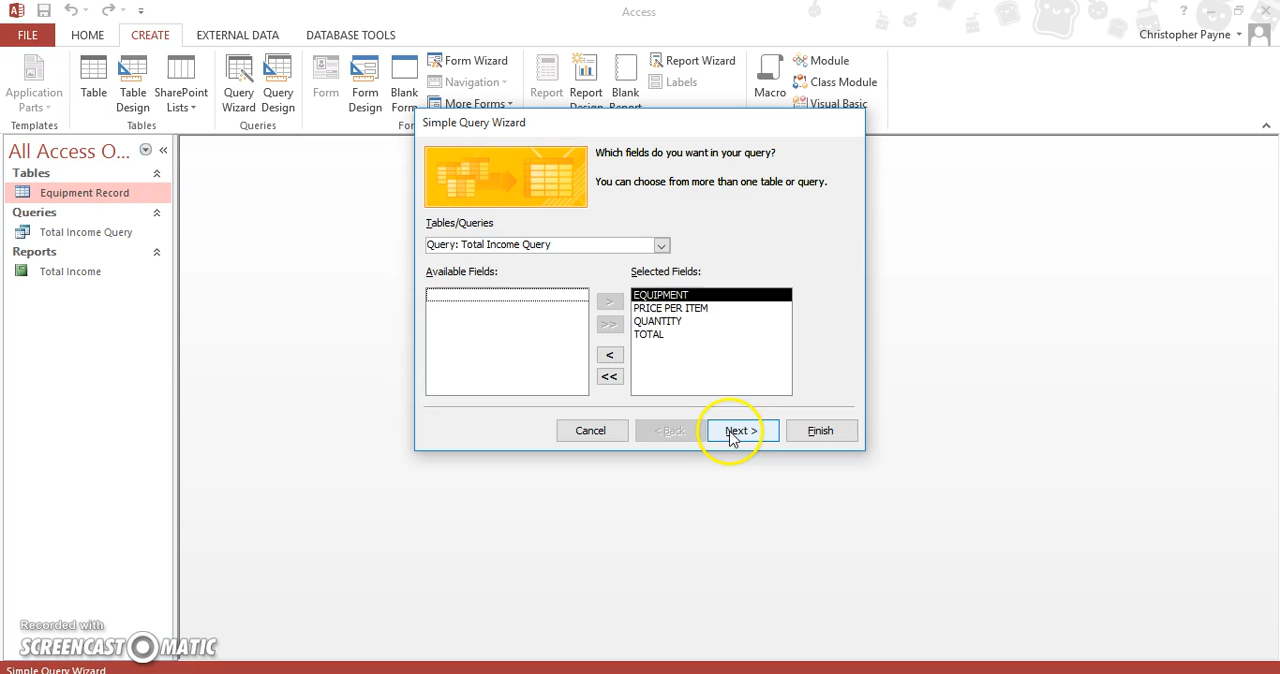 Access
Christopher Payne
FILE
HOME
CREATE
EXTERNAL DATA
DATABASE TOOLS
Application Parts
Templates
Table
Table Design
SharePoint Lists
Tables
Query Wizard
Query Design
Queries
Form
Form Design
Blank Form
Form Wizard
Navigation
More Forms
For
Report
Report Design
Blank Report
Report Wizard
Labels
Macro
Module
Class Module
Visual Basic
All Access O...
Tables
Equipment Record
Queries
Total Income Query
Reports
Total Income
Simple Query Wizard
Which fields do you want in your query?
You can choose from more than one table or query.
Tables/Queries
Query: Total Income Query
Available Fields:
Selected Fields:
EQUIPMENT
PRICE PER ITEM
QUANTITY
TOTAL
>
>>
<
<<
Cancel
< Back
Next >
Finish
Recorded with
SCREENCAST O MATIC
Simple Query Wizard